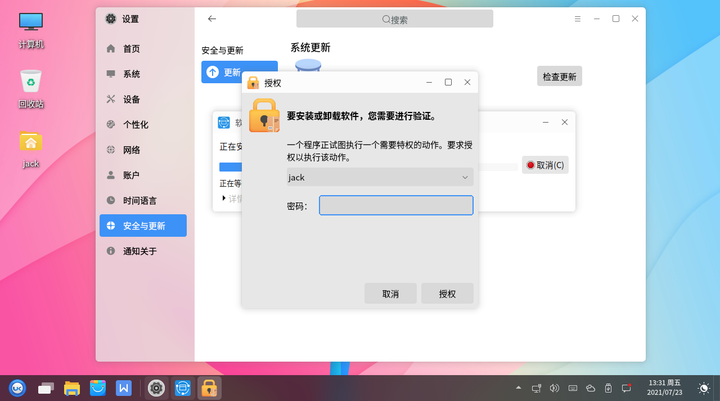 计算机
回收站
jack
设置
搜索
首页
系统
设备
个性化
网络
账户
时间语言
安全与更新
通知关于
安全与更新
更新
系统更新
检查更新
软
正在安
正在等
详情
取消(C)
授权
要安装或卸载软件，您需要进行验证。
一个程序正试图执行一个需要特权的动作。要求授
权以执行该动作。
jack
密码：
取消
授权
W
13:31 周五
2021/07/23